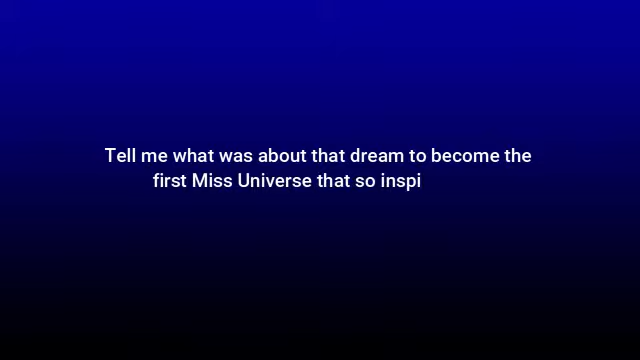 Tell me what was about that dream to become the
first Miss Universe that so inspi